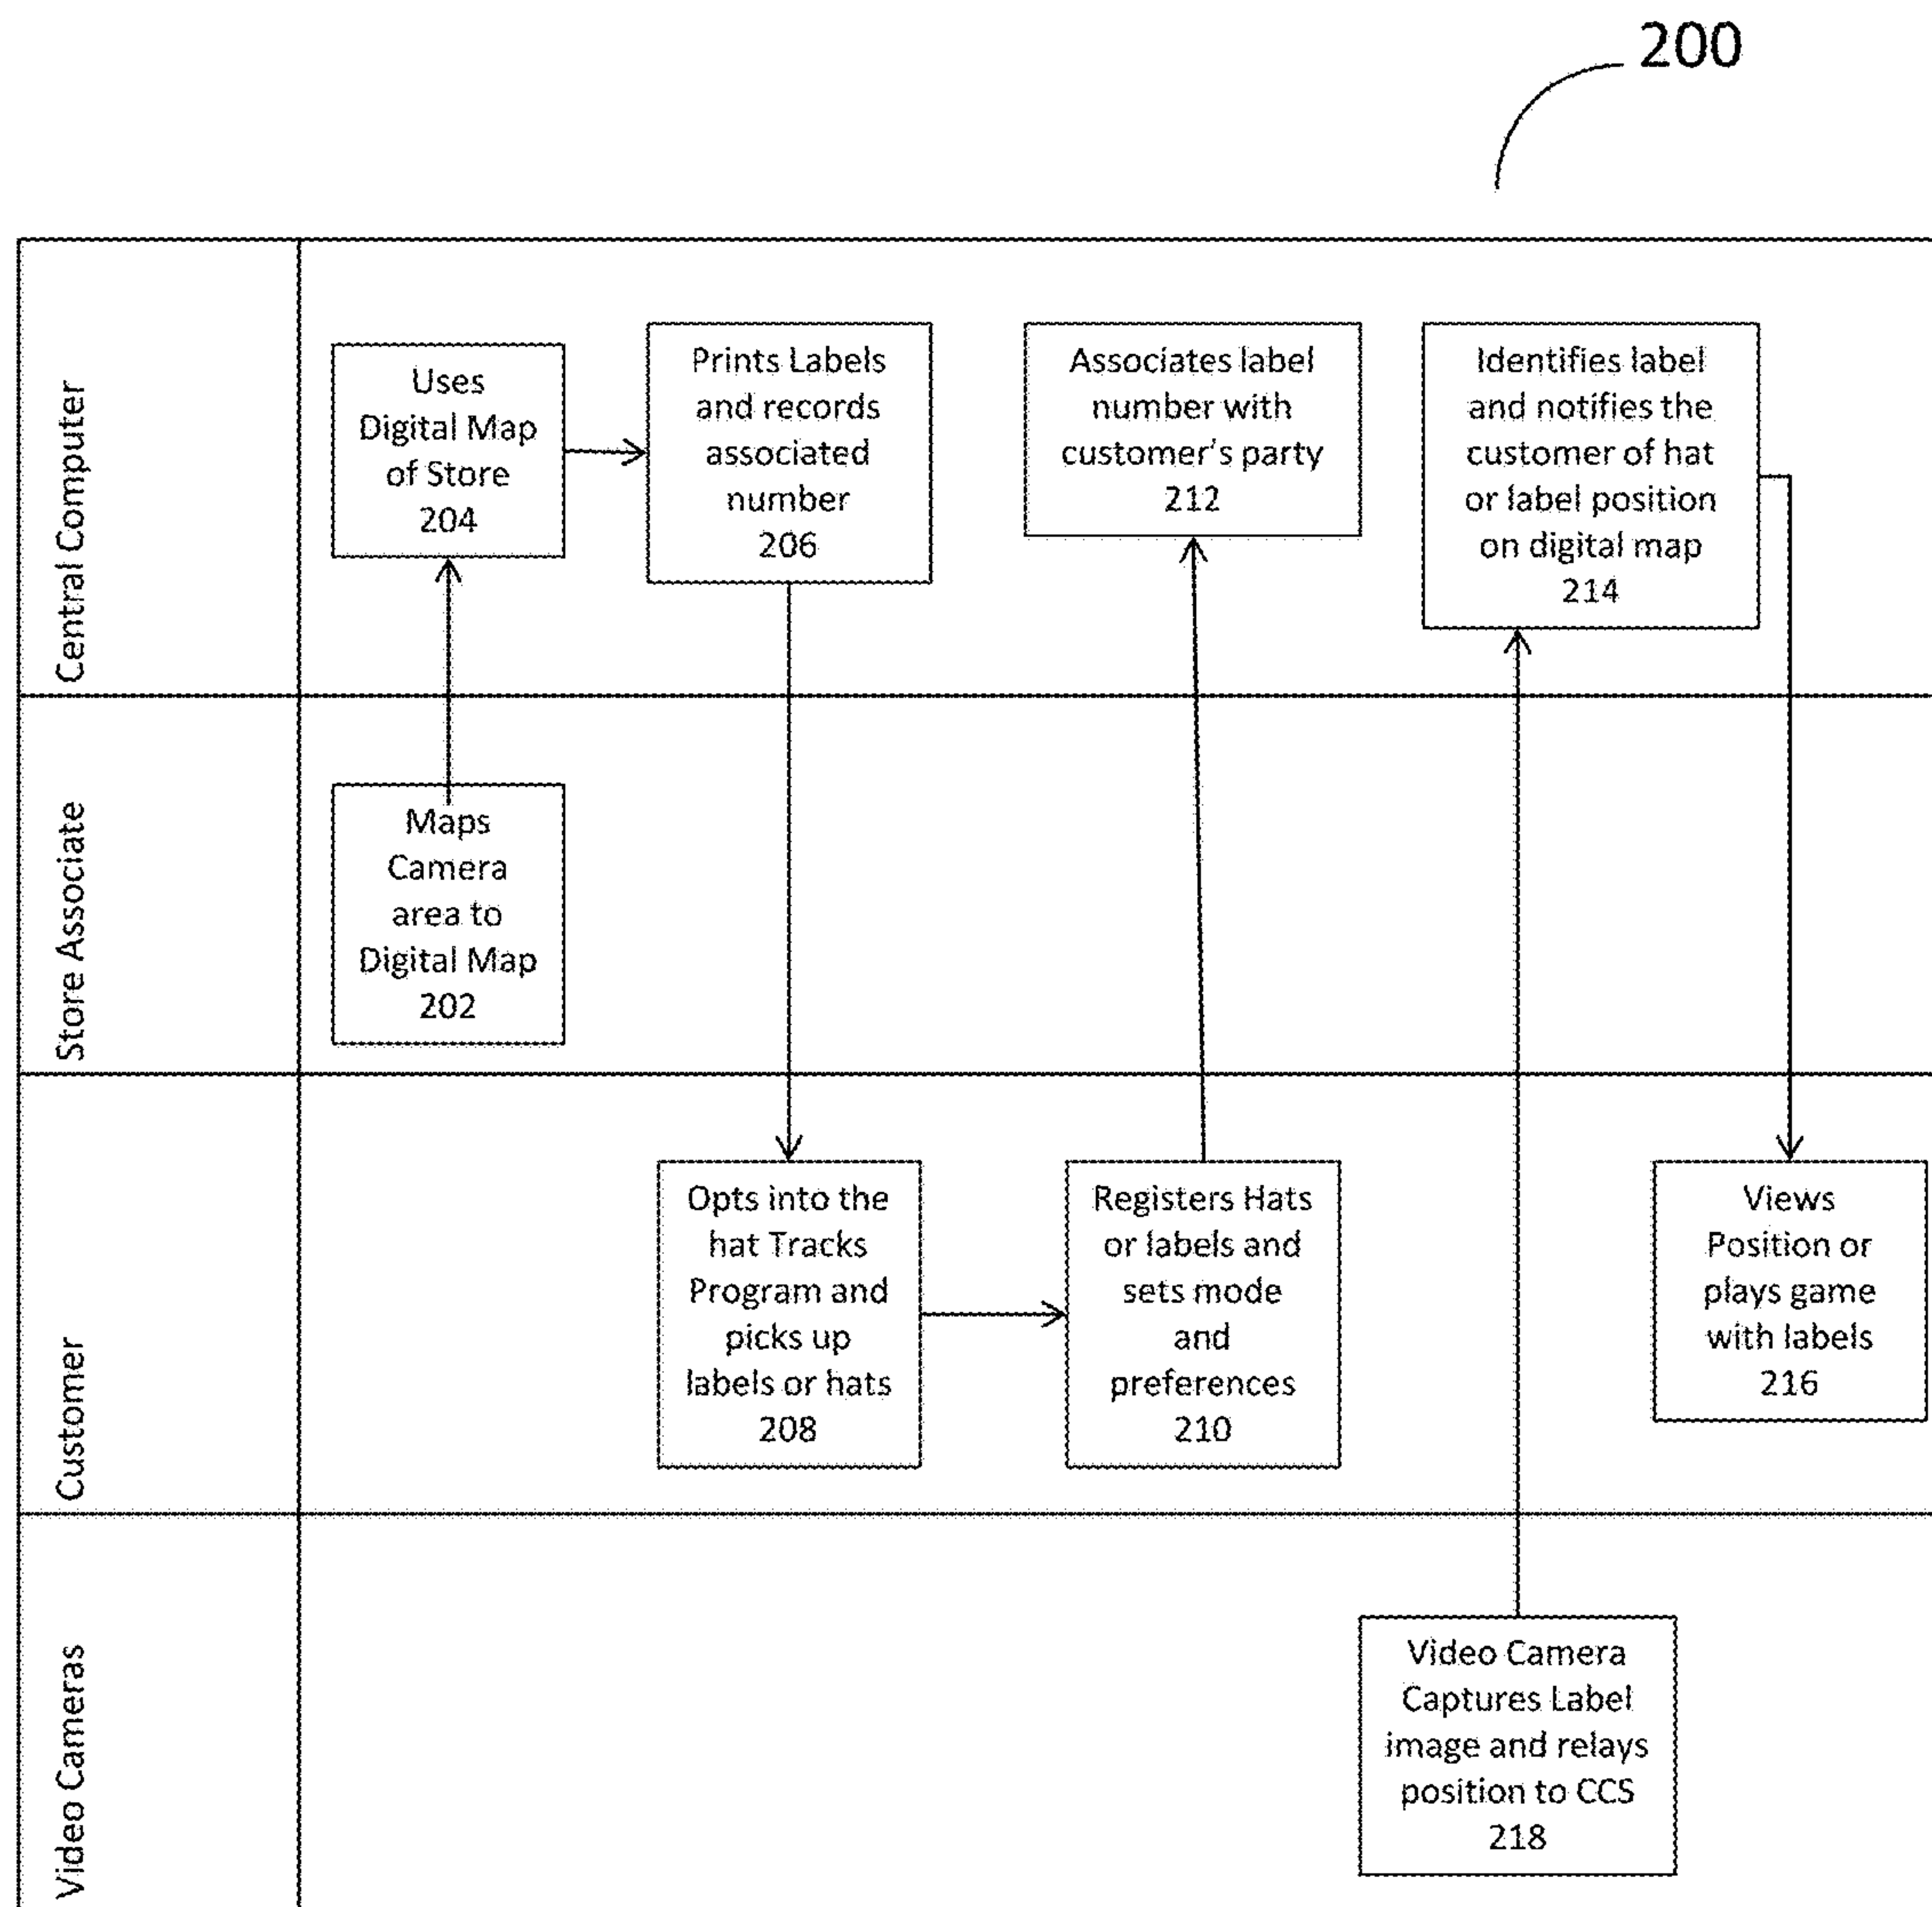 200
Central Computer
Uses
Digital Map
of Store
204
Prints Labels
and records
associated
number
206
Associates label
number with
customer's party
212
Identifies label
and notifies the
customer of hat
or label position
on digital map
214
Store Associate
Maps
Camera
area to
Digital Map
202
Customer
Opts into the
hat Tracks
Program and
picks up
labels or hats
208
Registers Hats
or labels and
sets mode
and
preferences
210
Views
Position or
plays game
with labels
216
Video Cameras
Video Camera
Captures Label
image and relays
position to CCS
218